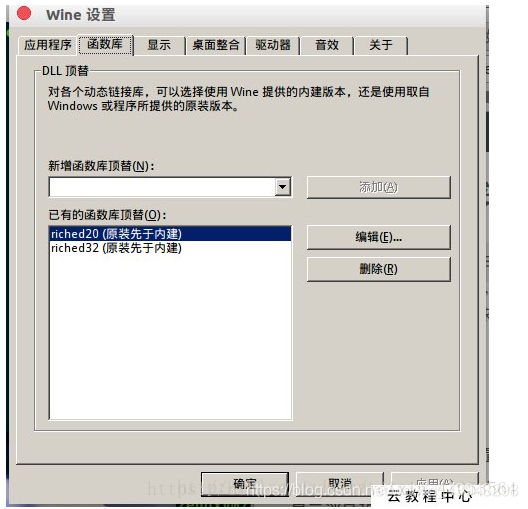 Wine 设置
应用程序 函数库 显示 桌面整合 驱动器 音效 关于
DLL 顶替
对各个动态链接库，可以选择使用 Wine 提供的内建版本，还是使用取自
Windows 或程序所提供的原装版本。
新增函数库顶替(N)：
添加(A)
已有的函数库顶替(O)：
riched20 (原装先于内建)
riched32 (原装先于内建)
编辑(E)...
删除(R)
确定 取消 应用(A)
https://blog.csdn.net/
云教程中心